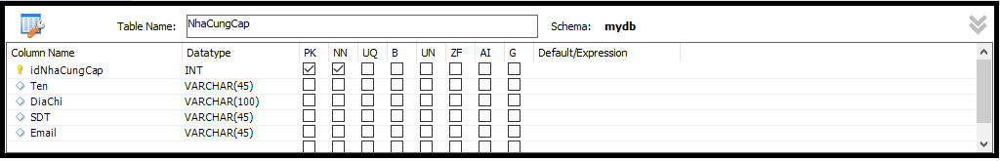 Table Name: NhaCungCap Schema: mydb
Column Name Datatype PK NN UQ B UN ZF AI G Default/Expression
idNhaCungCap INT
Ten VARCHAR(45)
DiaChi VARCHAR(100)
SDT VARCHAR(45)
Email VARCHAR(45)